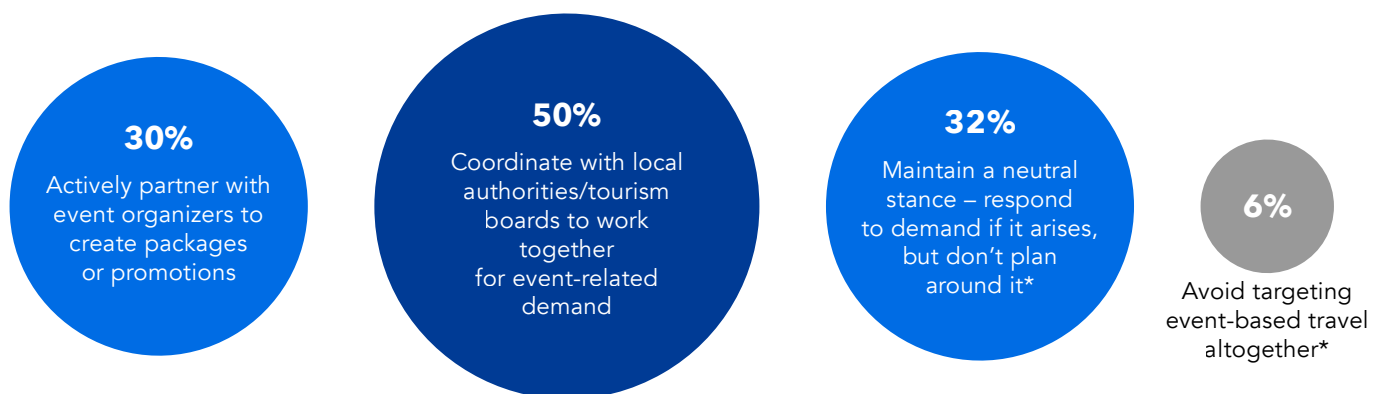 30%
Actively partner with
event organizers to
create packages
or promotions
50%
Coordinate with local
authorities/tourism
boards to work
together
for event-related
demand
32%
Maintain a neutral
stance – respond
to demand if it arises,
but don’t plan
around it*
6%
Avoid targeting
event-based travel
altogether*